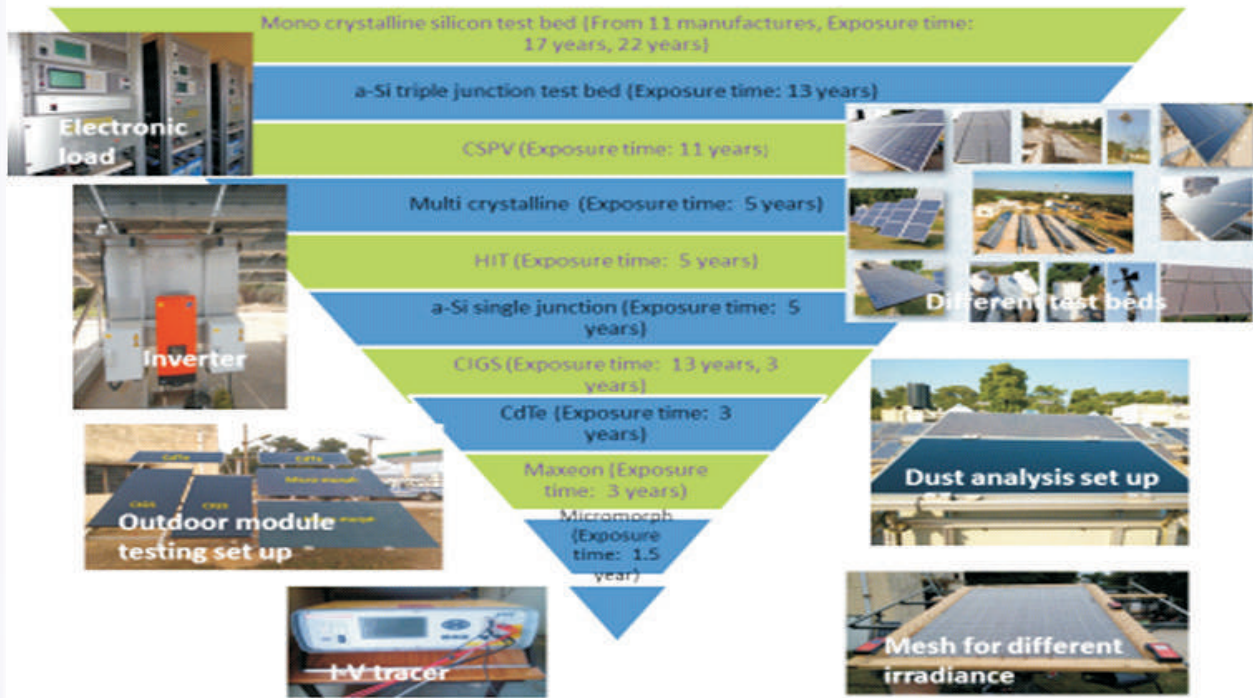 Mono crystalline silicon test bed (From 11 manufactures, Exposure time:
17 years, 22 years)
a-Si triple junction test bed (Exposure time: 13 years)
Electronic
load
CSPV (Exposure time: 11 years)
Multi crystalline (Exposure time: 5 years)
HIT (Exposure time: 5 years)
Different test beds
a-Si single junction (Exposure time: 5
years)
Inverter
CIGS (Exposure time: 13 years, 3
years)
CdTe (Exposure time: 3
years)
CdTe
CdTe
Maxeon (Exposure
time: 3 years)
Dust analysis set up
CIGS
CIGS
Outdoor module
testing set up
Micromorph
(Exposure
time: 1.5
year)
I-V tracer
Mesh for different
irradiance